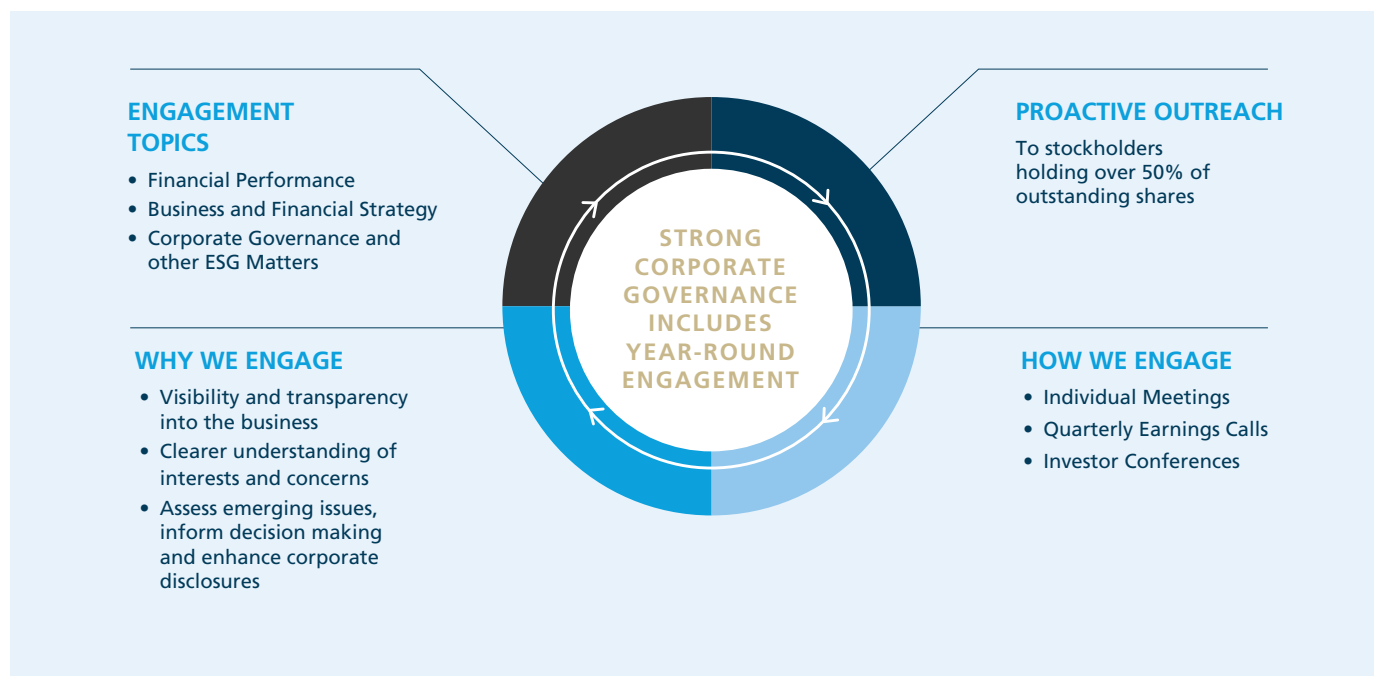 ENGAGEMENT
TOPICS
• Financial Performance
• Business and Financial Strategy
• Corporate Governance and
other ESG Matters
PROACTIVE OUTREACH
To stockholders
holding over 50% of
outstanding shares
STRONG
CORPORATE
GOVERNANCE
INCLUDES
YEAR-ROUND
ENGAGEMENT
WHY WE ENGAGE
• Visibility and transparency
into the business
• Clearer understanding of
interests and concerns
• Assess emerging issues,
inform decision making
and enhance corporate
disclosures
HOW WE ENGAGE
• Individual Meetings
• Quarterly Earnings Calls
• Investor Conferences